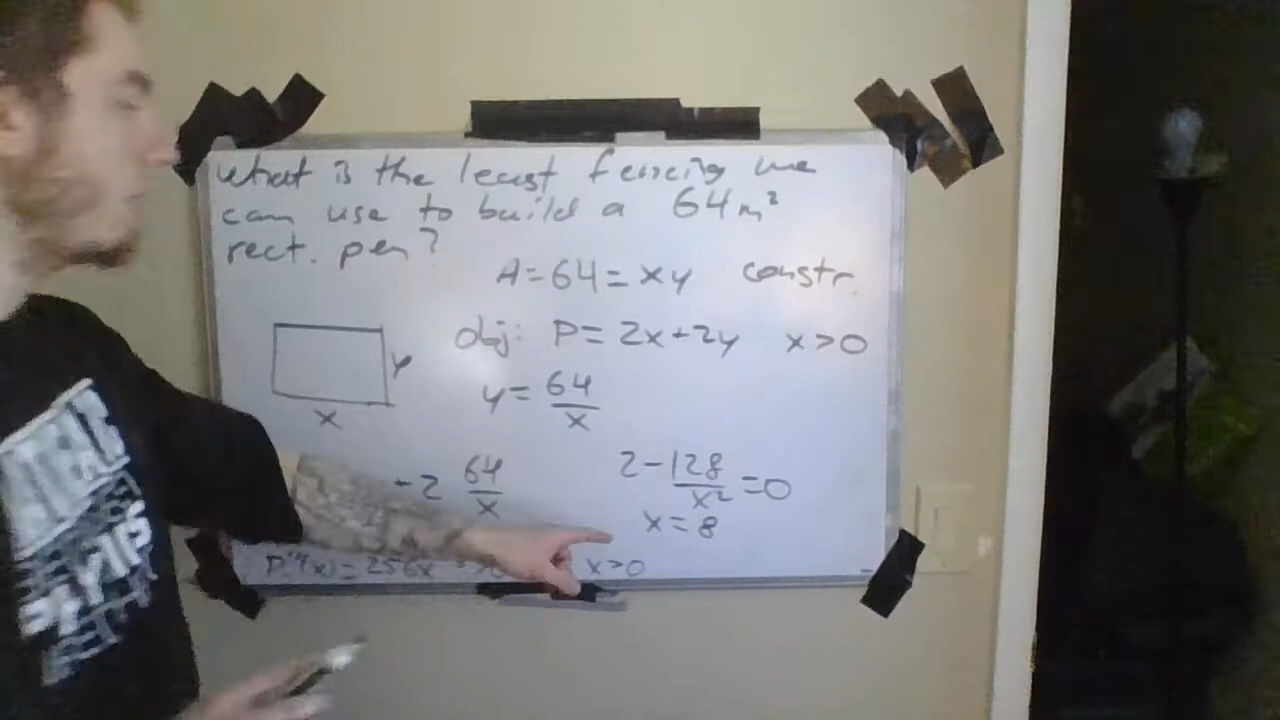 What is the least fencing we
can use to build a 64m²
rect. pen?
A=64=xy constr.
obj: P=2x+2y x>0
y=64/x
y
x
+2 64/x
2-128/x²=0
x=8
P''(x)=256x x>0